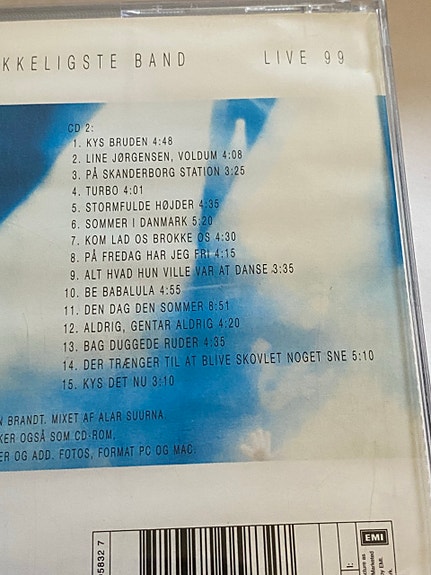 KKELIGSTE BAND LIVE 99
CD 2:
1. KYS BRUDEN 4:48
2. LINE JØRGENSEN, VOLDUM 4:08
3. PÅ SKANDERBORG STATION 3:25
4. TURBO 4:01
5. STORMFULDE HØJDER 4:35
6. SOMMER I DANMARK 5:20
7. KOM LAD OS BROKKE OS 4:30
8. PÅ FREDAG HAR JEG FRI 4:15
9. ALT HVAD HUN VILLE VAR AT DANSE 3:35
10. BE BABALULA 4:55
11. DEN DAG DEN SOMMER 6:51
12. ALDRIG, GENTAR ALDRIG 4:20
13. BAG DUGGEDE RUDER 4:35
14. DER TRÆNGER TIL AT BLIVE SKOVLET NOGET SNE 5:10
15. KYS DET NU 3:10
N BRANDT. MIXET AF ALAR SUURNA.
KER OGSÅ SOM CD-ROM,
ER OG ADD. FOTOS, FORMAT PC OG MAC.
5832 7
EMI
Marketed
by EMI.